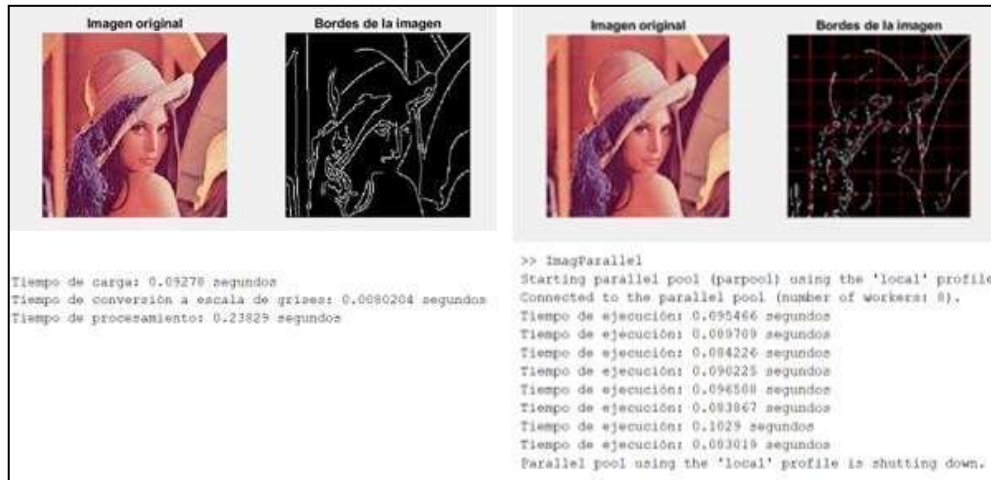 Imagen original
Bordes de la imagen
Tiempo de carga: 0.09278 segundos
Tiempo de conversión a escala de grises: 0.0080204 segundos
Tiempo de procesamiento: 0.23829 segundos
Imagen original
Bordes de la imagen
>> ImagParallel
Starting parallel pool (parpool) using the 'local' profile
Connected to the parallel pool (number of workers: 8).
Tiempo de ejecución: 0.095466 segundos
Tiempo de ejecución: 0.089709 segundos
Tiempo de ejecución: 0.084226 segundos
Tiempo de ejecución: 0.090225 segundos
Tiempo de ejecución: 0.096508 segundos
Tiempo de ejecución: 0.083867 segundos
Tiempo de ejecución: 0.1029 segundos
Tiempo de ejecución: 0.083019 segundos
Parallel pool using the 'local' profile is shutting down.